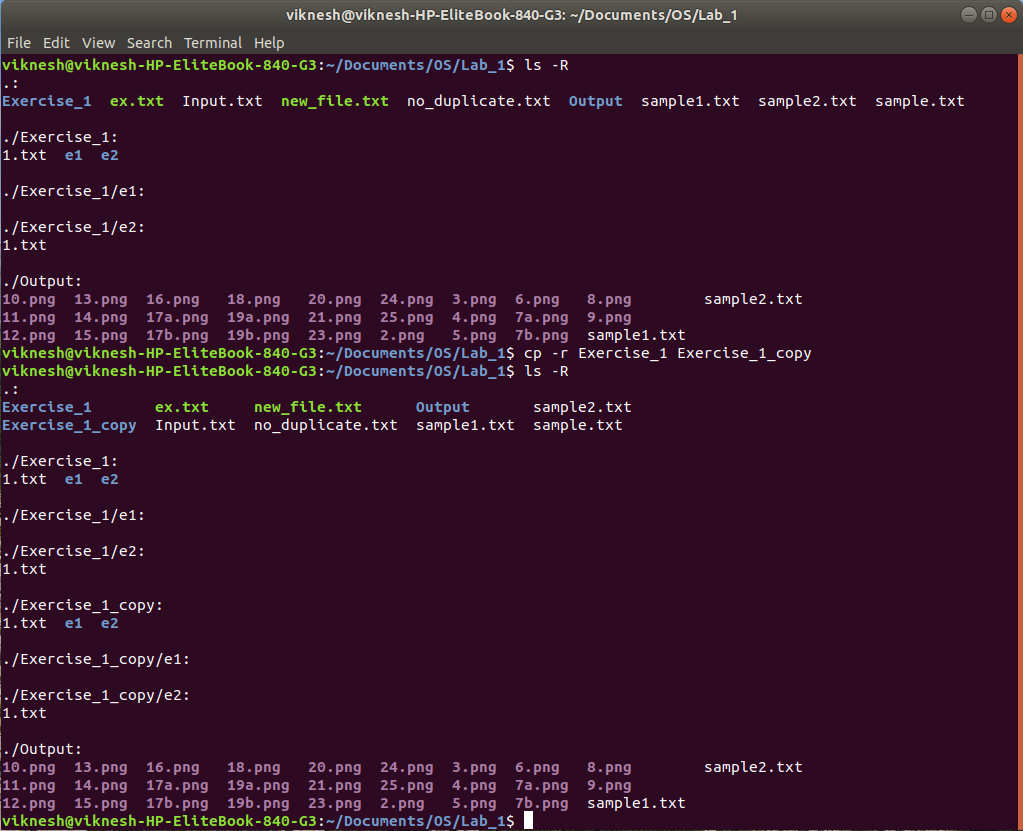 viknesh@viknesh-HP-EliteBook-840-G3: ~/Documents/OS/Lab_1
File Edit View Search Terminal Help
viknesh@viknesh-HP-EliteBook-840-G3:~/Documents/OS/Lab_1$ ls -R
.:
Exercise_1  ex.txt  Input.txt  new_file.txt  no_duplicate.txt  Output  sample1.txt  sample2.txt  sample.txt
./Exercise_1:
1.txt  e1  e2
./Exercise_1/e1:
./Exercise_1/e2:
1.txt
./Output:
10.png  13.png  16.png   18.png   20.png  24.png  3.png  6.png   8.png        sample2.txt
11.png  14.png  17a.png  19a.png  21.png  25.png  4.png  7a.png  9.png
12.png  15.png  17b.png  19b.png  23.png  2.png   5.png  7b.png  sample1.txt
viknesh@viknesh-HP-EliteBook-840-G3:~/Documents/OS/Lab_1$ cp -r Exercise_1 Exercise_1_copy
viknesh@viknesh-HP-EliteBook-840-G3:~/Documents/OS/Lab_1$ ls -R
.:
Exercise_1       ex.txt     new_file.txt      Output       sample2.txt
Exercise_1_copy  Input.txt  no_duplicate.txt  sample1.txt  sample.txt
./Exercise_1:
1.txt  e1  e2
./Exercise_1/e1:
./Exercise_1/e2:
1.txt
./Exercise_1_copy:
1.txt  e1  e2
./Exercise_1_copy/e1:
./Exercise_1_copy/e2:
1.txt
./Output:
10.png  13.png  16.png   18.png   20.png  24.png  3.png  6.png   8.png        sample2.txt
11.png  14.png  17a.png  19a.png  21.png  25.png  4.png  7a.png  9.png
12.png  15.png  17b.png  19b.png  23.png  2.png   5.png  7b.png  sample1.txt
viknesh@viknesh-HP-EliteBook-840-G3:~/Documents/OS/Lab_1$